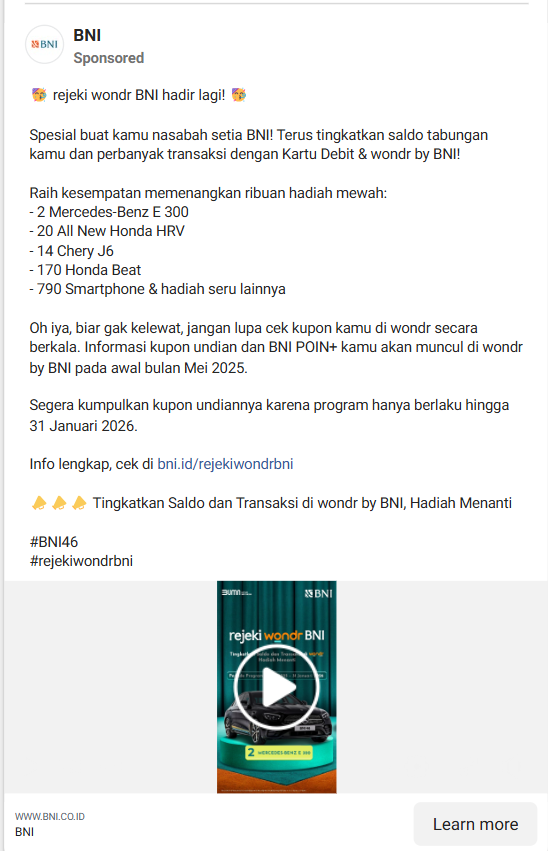 BNI
BNI
Sponsored
🥳 rejeki wondr BNI hadir lagi! 🥳
Spesial buat kamu nasabah setia BNI! Terus tingkatkan saldo tabungan
kamu dan perbanyak transaksi dengan Kartu Debit & wondr by BNI!
Raih kesempatan memenangkan ribuan hadiah mewah:
- 2 Mercedes-Benz E 300
- 20 All New Honda HRV
- 14 Chery J6
- 170 Honda Beat
- 790 Smartphone & hadiah seru lainnya
Oh iya, biar gak kelewat, jangan lupa cek kupon kamu di wondr secara
berkala. Informasi kupon undian dan BNI POIN+ kamu akan muncul di wondr
by BNI pada awal bulan Mei 2025.
Segera kumpulkan kupon undiannya karena program hanya berlaku hingga
31 Januari 2026.
Info lengkap, cek di bni.id/rejekiwondrbni
📣 📣 📣 Tingkatkan Saldo dan Transaksi di wondr by BNI, Hadiah Menanti
#BNI46
#rejekiwondrbni
BUMN
BNI
rejeki wondr BNI
Hadiah Menanti
2 MERCEDES-BENZ E 300
WWW.BNI.CO.ID
BNI
Learn more